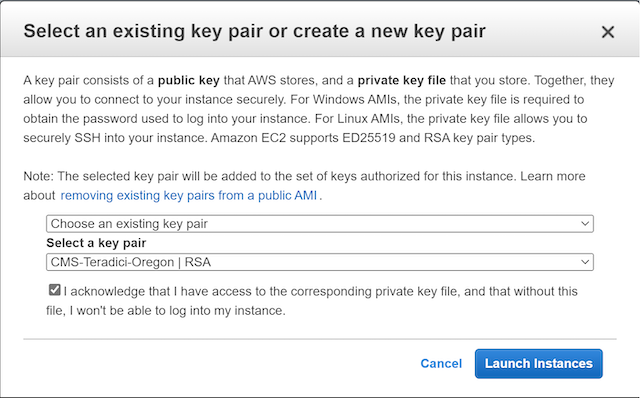 Select an existing key pair or create a new key pair
A key pair consists of a public key that AWS stores, and a private key file that you store. Together, they
allow you to connect to your instance securely. For Windows AMIs, the private key file is required to
obtain the password used to log into your instance. For Linux AMIs, the private key file allows you to
securely SSH into your instance. Amazon EC2 supports ED25519 and RSA key pair types.
Note: The selected key pair will be added to the set of keys authorized for this instance. Learn more
about removing existing key pairs from a public AMI .
Choose an existing key pair
Select a key pair
CMS-Teradici-Oregon | RSA
I acknowledge that I have access to the corresponding private key file, and that without this
file, I won't be able to log into my instance.
Cancel Launch Instances